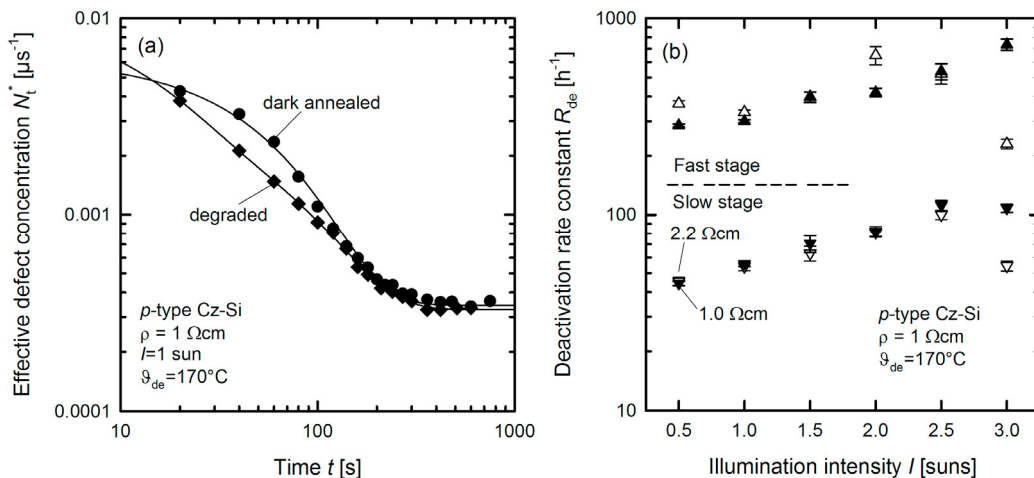 (a)
Effective defect concentration Nₜ* [µs⁻¹]
0.01
0.001
0.0001
dark annealed
degraded
p-type Cz-Si
ρ = 1 Ωcm
I=1 sun
ϑde=170°C
10
100
1000
Time t [s]
(b)
Deactivation rate constant Rde [h⁻¹]
1000
100
10
Fast stage
Slow stage
2.2 Ωcm
1.0 Ωcm
p-type Cz-Si
ρ = 1 Ωcm
ϑde=170°C
0.5 1.0 1.5 2.0 2.5 3.0
Illumination intensity I [suns]